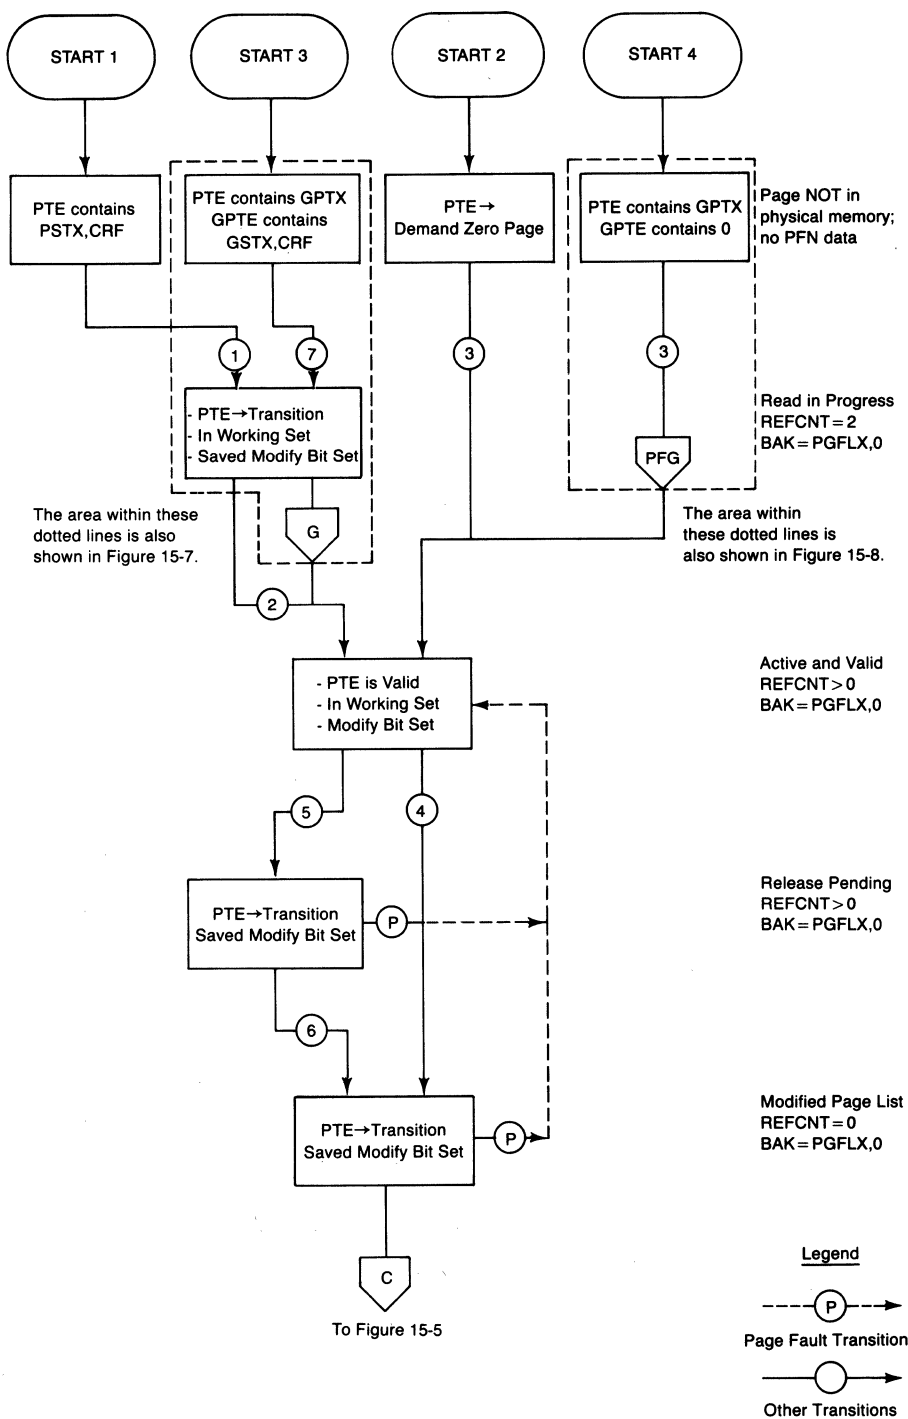 START 1
START 3
START 2
START 4
PTE contains
PSTX,CRF
PTE contains GPTX
GPTE contains
GSTX,CRF
PTE→
Demand Zero Page
PTE contains GPTX
GPTE contains 0
Page NOT in
physical memory;
no PFN data
1
7
3
3
- PTE→Transition
- In Working Set
- Saved Modify Bit Set
Read in Progress
REFCNT=2
BAK=PGFLX,0
PFG
G
The area within these
dotted lines is also
shown in Figure 15-7.
The area within
these dotted lines is
also shown in Figure 15-8.
2
- PTE is Valid
- In Working Set
- Modify Bit Set
Active and Valid
REFCNT>0
BAK=PGFLX,0
5
4
PTE→Transition
Saved Modify Bit Set
P
Release Pending
REFCNT>0
BAK=PGFLX,0
6
PTE→Transition
Saved Modify Bit Set
P
Modified Page List
REFCNT=0
BAK=PGFLX,0
C
To Figure 15-5
Legend
P
Page Fault Transition
Other Transitions